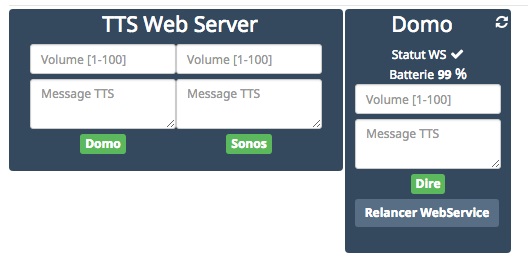 TTS Web Server
Volume [1-100] Volume [1-100]
Message TTS Message TTS
Domo Sonos
Domo
Statut WS
Batterie 99 %
Volume [1-100]
Message TTS
Dire
Relancer WebService